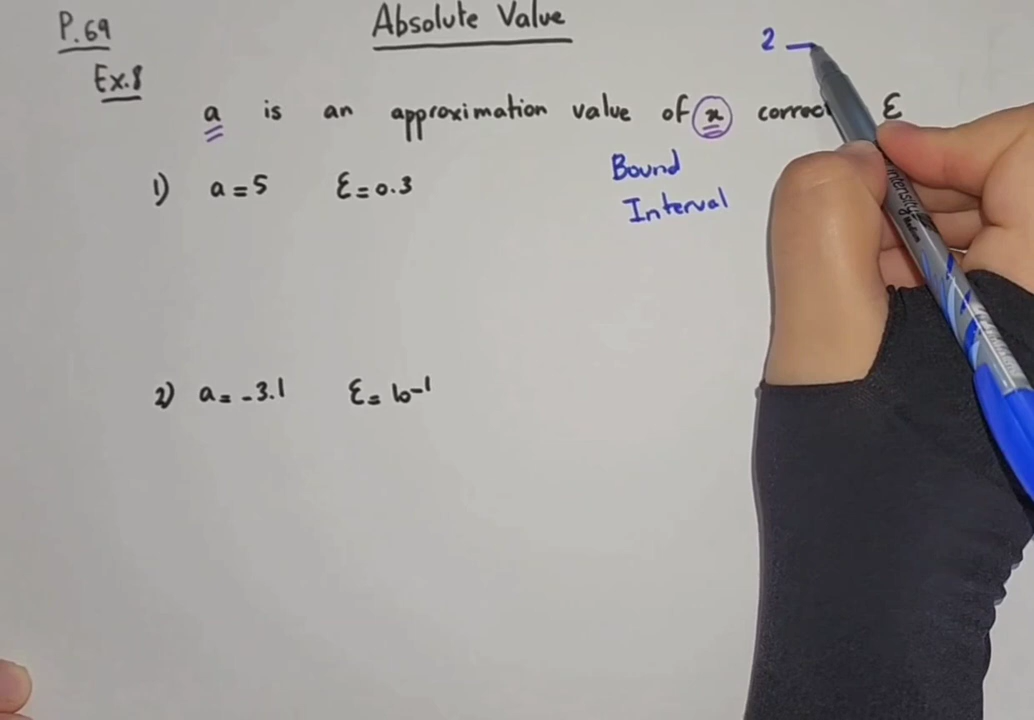 P.69
Absolute Value
2 —
Ex.8
a is an approximation value of x correct ε
Bound
Interval
1) a = 5 ε = 0.3
2) a = -3.1 ε = 10⁻¹